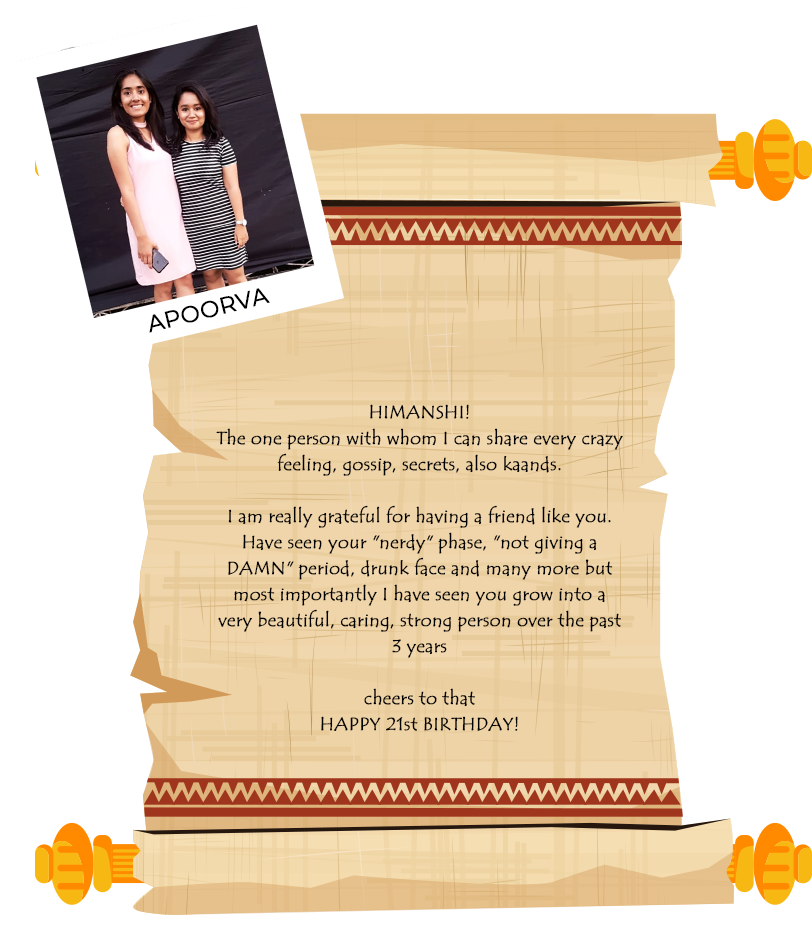 APOORVA
HIMANSHI!
The one person with whom I can share every crazy
feeling, gossip, secrets, also kaands.
I am really grateful for having a friend like you.
Have seen your "nerdy" phase, "not giving a
DAMN" period, drunk face and many more but
most importantly I have seen you grow into a
very beautiful, caring, strong person over the past
3 years
cheers to that
HAPPY 21st BIRTHDAY!